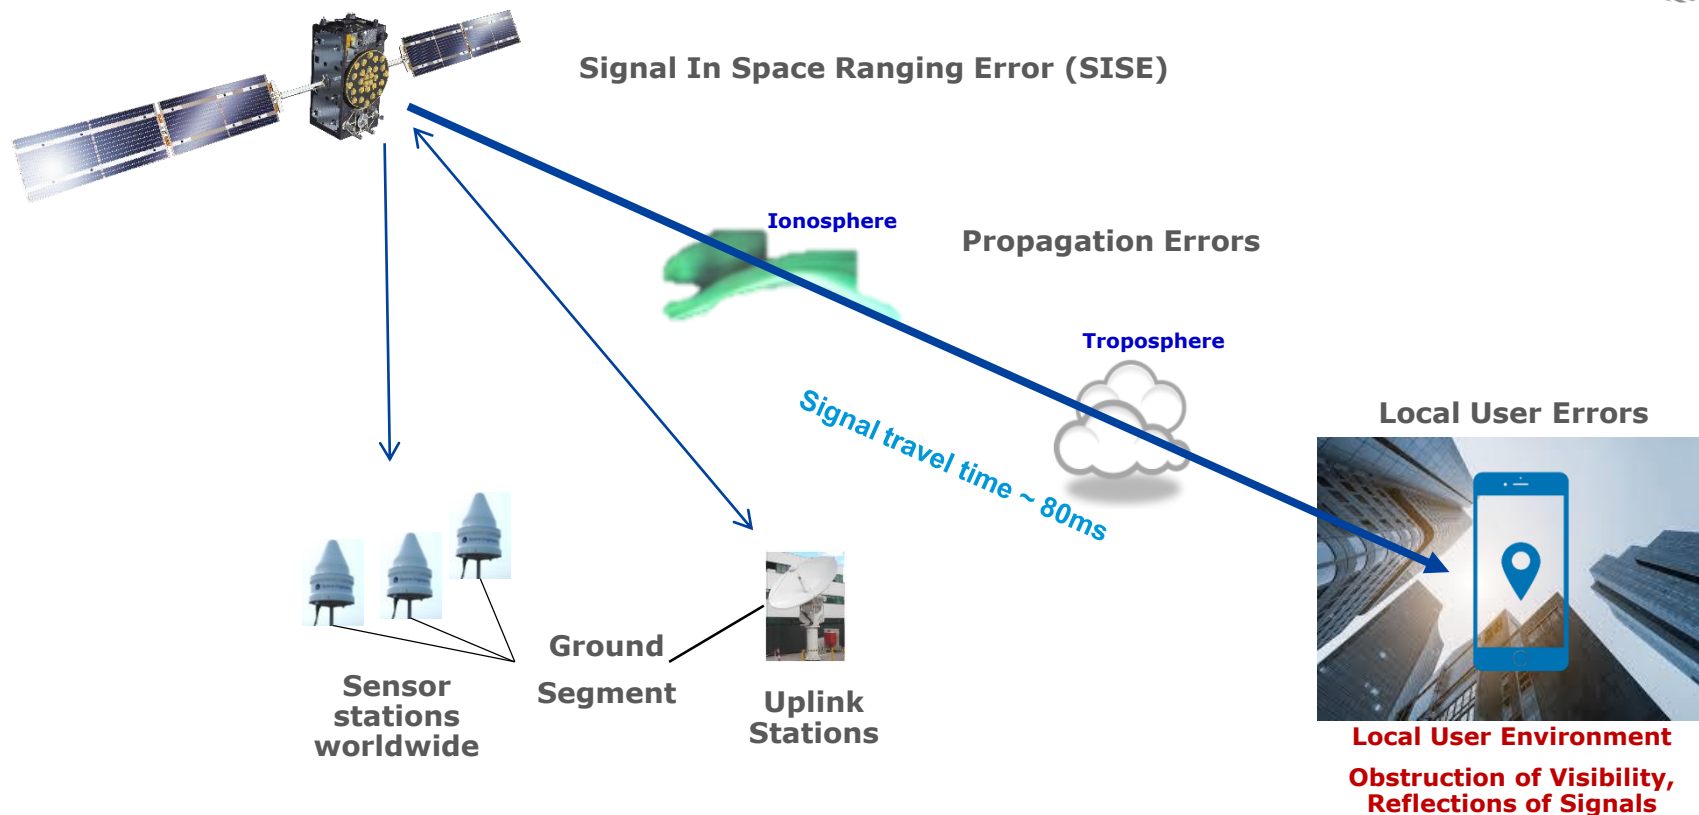 Signal In Space Ranging Error (SISE)
Ionosphere
Propagation Errors
Troposphere
Signal travel time ~ 80ms
Local User Errors
Ground
Segment
Sensor
stations
worldwide
Uplink
Stations
Local User Environment
Obstruction of Visibility,
Reflections of Signals